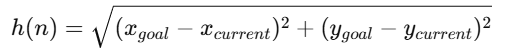 h(n) = √(x_goal − x_current)² + (y_goal − y_current)²